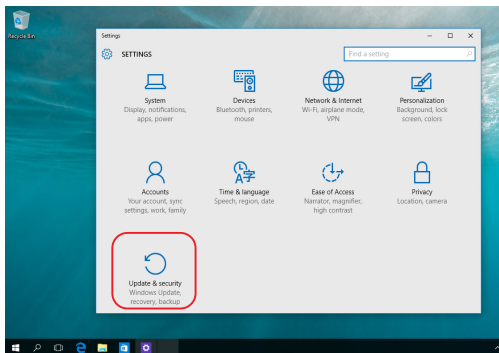 Recycle Bin
Settings
SETTINGS
Find a setting
System
Display, notifications,
apps, power
Devices
Bluetooth, printers,
mouse
Network & Internet
Wi-Fi, airplane mode,
VPN
Personalization
Background, lock
screen, colors
Accounts
Your account, sync
settings, work, family
Time & language
Speech, region, date
Ease of Access
Narrator, magnifier,
high contrast
Privacy
Location, camera
Update & security
Windows Update,
recovery, backup